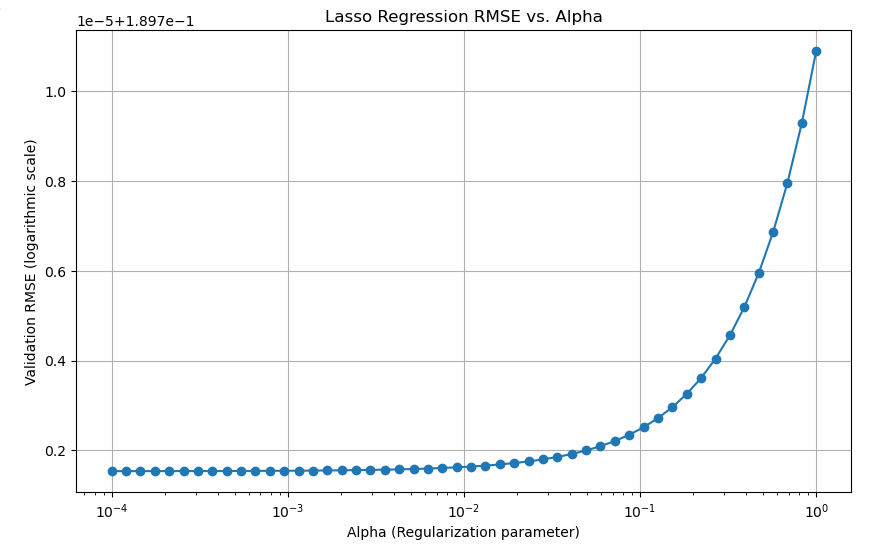 Lasso Regression RMSE vs. Alpha
1e−5+1.897e−1
Validation RMSE (logarithmic scale)
1.0
0.8
0.6
0.4
0.2
10⁻⁴
10⁻³
10⁻²
10⁻¹
10⁰
Alpha (Regularization parameter)